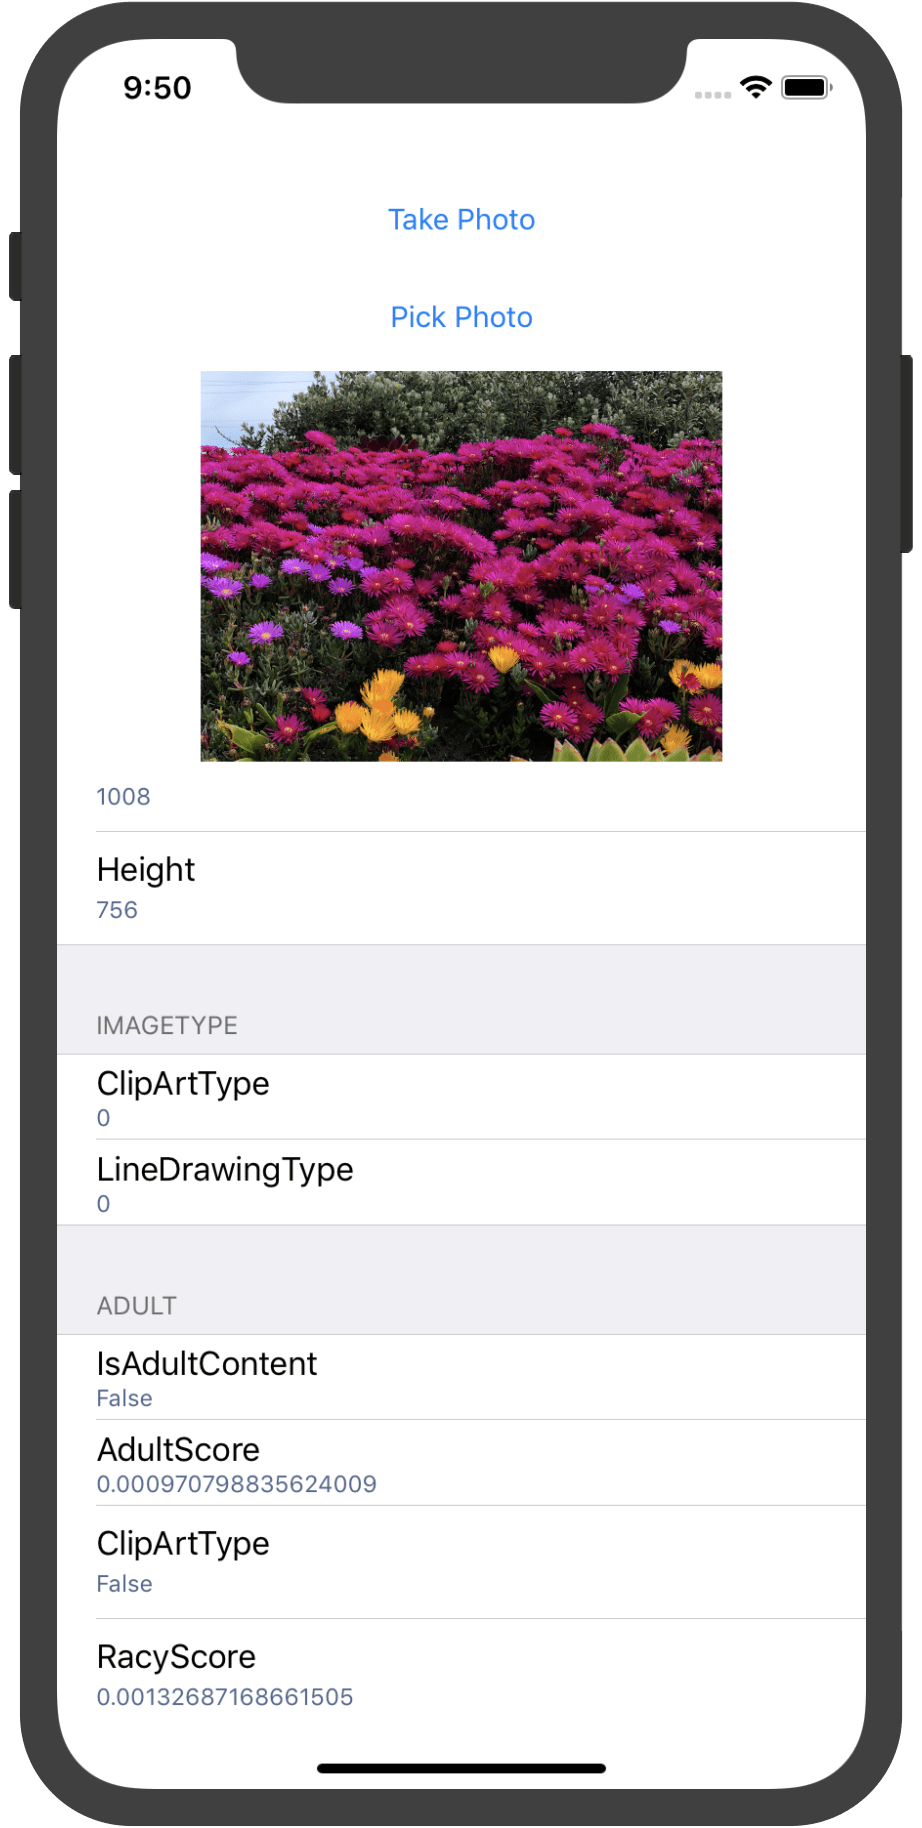 9:50
Take Photo
Pick Photo
1008
Height
756
IMAGETYPE
ClipArtType
0
LineDrawingType
0
ADULT
IsAdultContent
False
AdultScore
0.000970798835624009
ClipArtType
False
RacyScore
0.00132687168661505